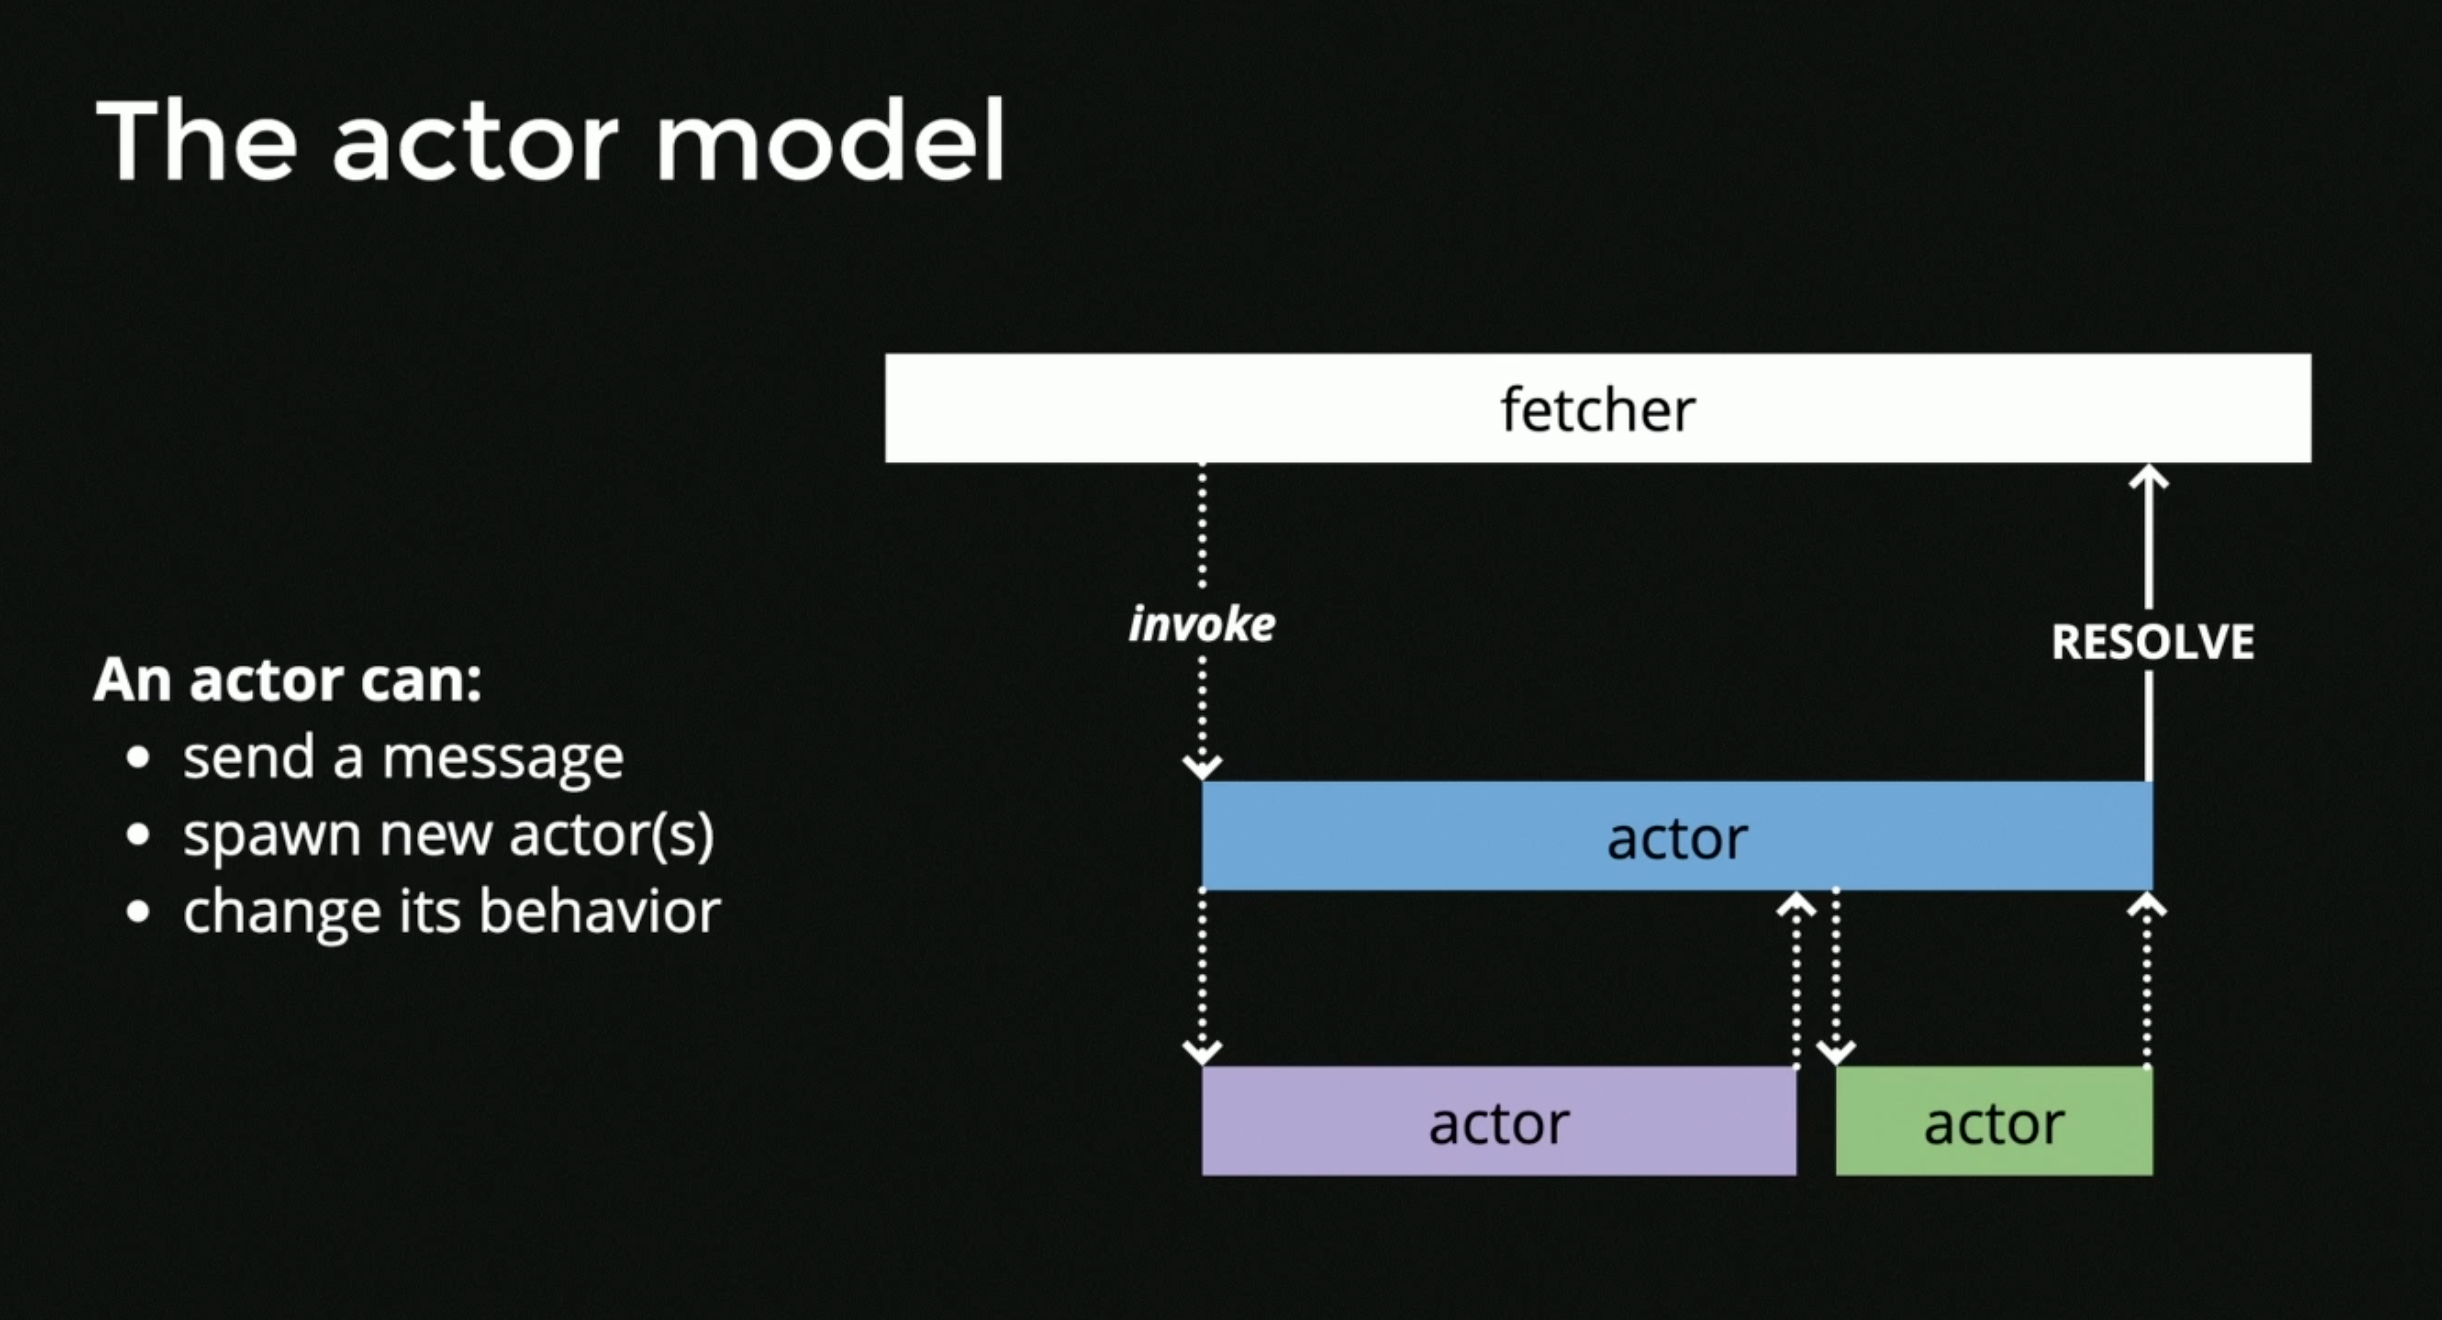 The actor model
fetcher
invoke
RESOLVE
An actor can:
• send a message
• spawn new actor(s)
• change its behavior
actor
actor
actor